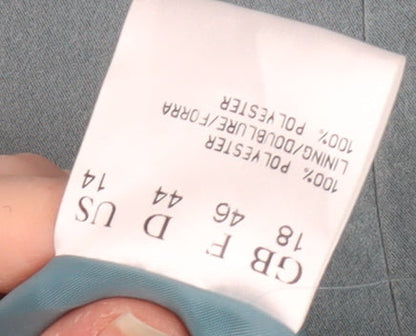 GB F D US
18 46 44 14
100% POLYESTER
LINING/DOUBLURE/FORRA
100% POLYESTER